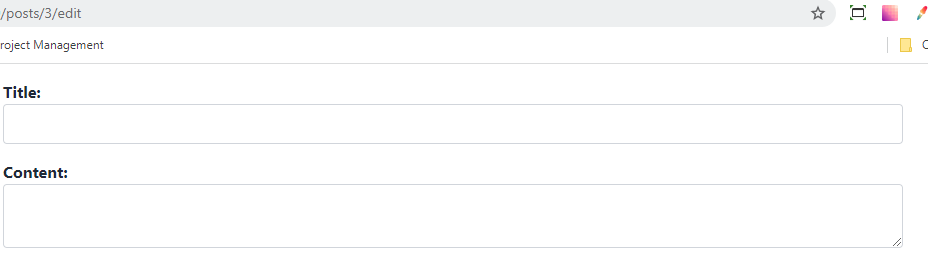 /posts/3/edit
roject Management
Title:
Content: